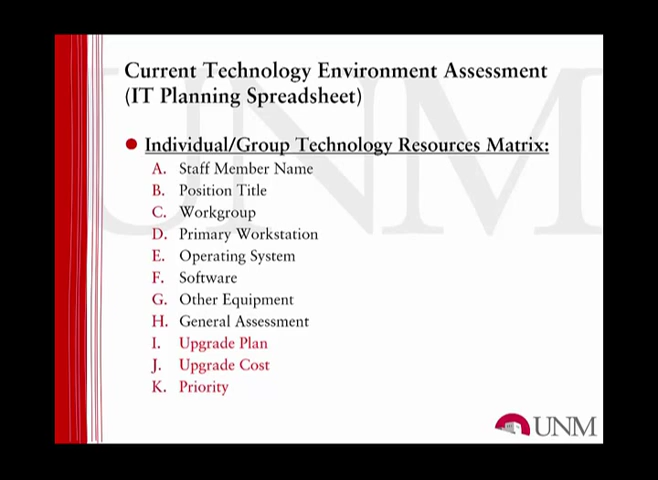 Current Technology Environment Assessment
(IT Planning Spreadsheet)
Individual/Group Technology Resources Matrix:
A. Staff Member Name
B. Position Title
C. Workgroup
D. Primary Workstation
E. Operating System
F. Software
G. Other Equipment
H. General Assessment
I. Upgrade Plan
J. Upgrade Cost
K. Priority
UNM
UNM